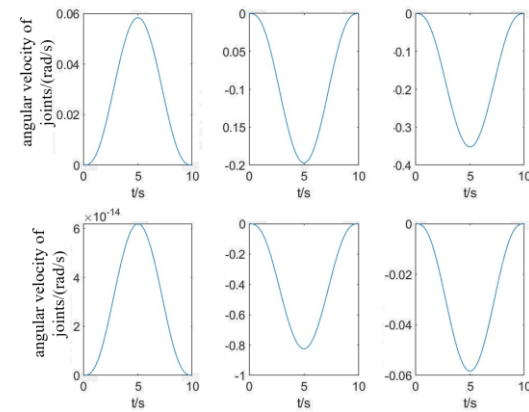 angular velocity of
joints/(rad/s)
0.06
0.04
0.02
0
0 5 10
t/s
0
0.05
-0.1
-0.15
-0.2
0 5 10
t/s
0
-0.1
-0.2
-0.3
-0.4
0 5 10
t/s
angular velocity of
joints/(rad/s)
×10-14
6
4
2
0
0 5 10
t/s
0
-0.2
-0.4
-0.6
-0.8
-1
0 5 10
t/s
0
-0.02
-0.04
-0.06
0 5 10
t/s